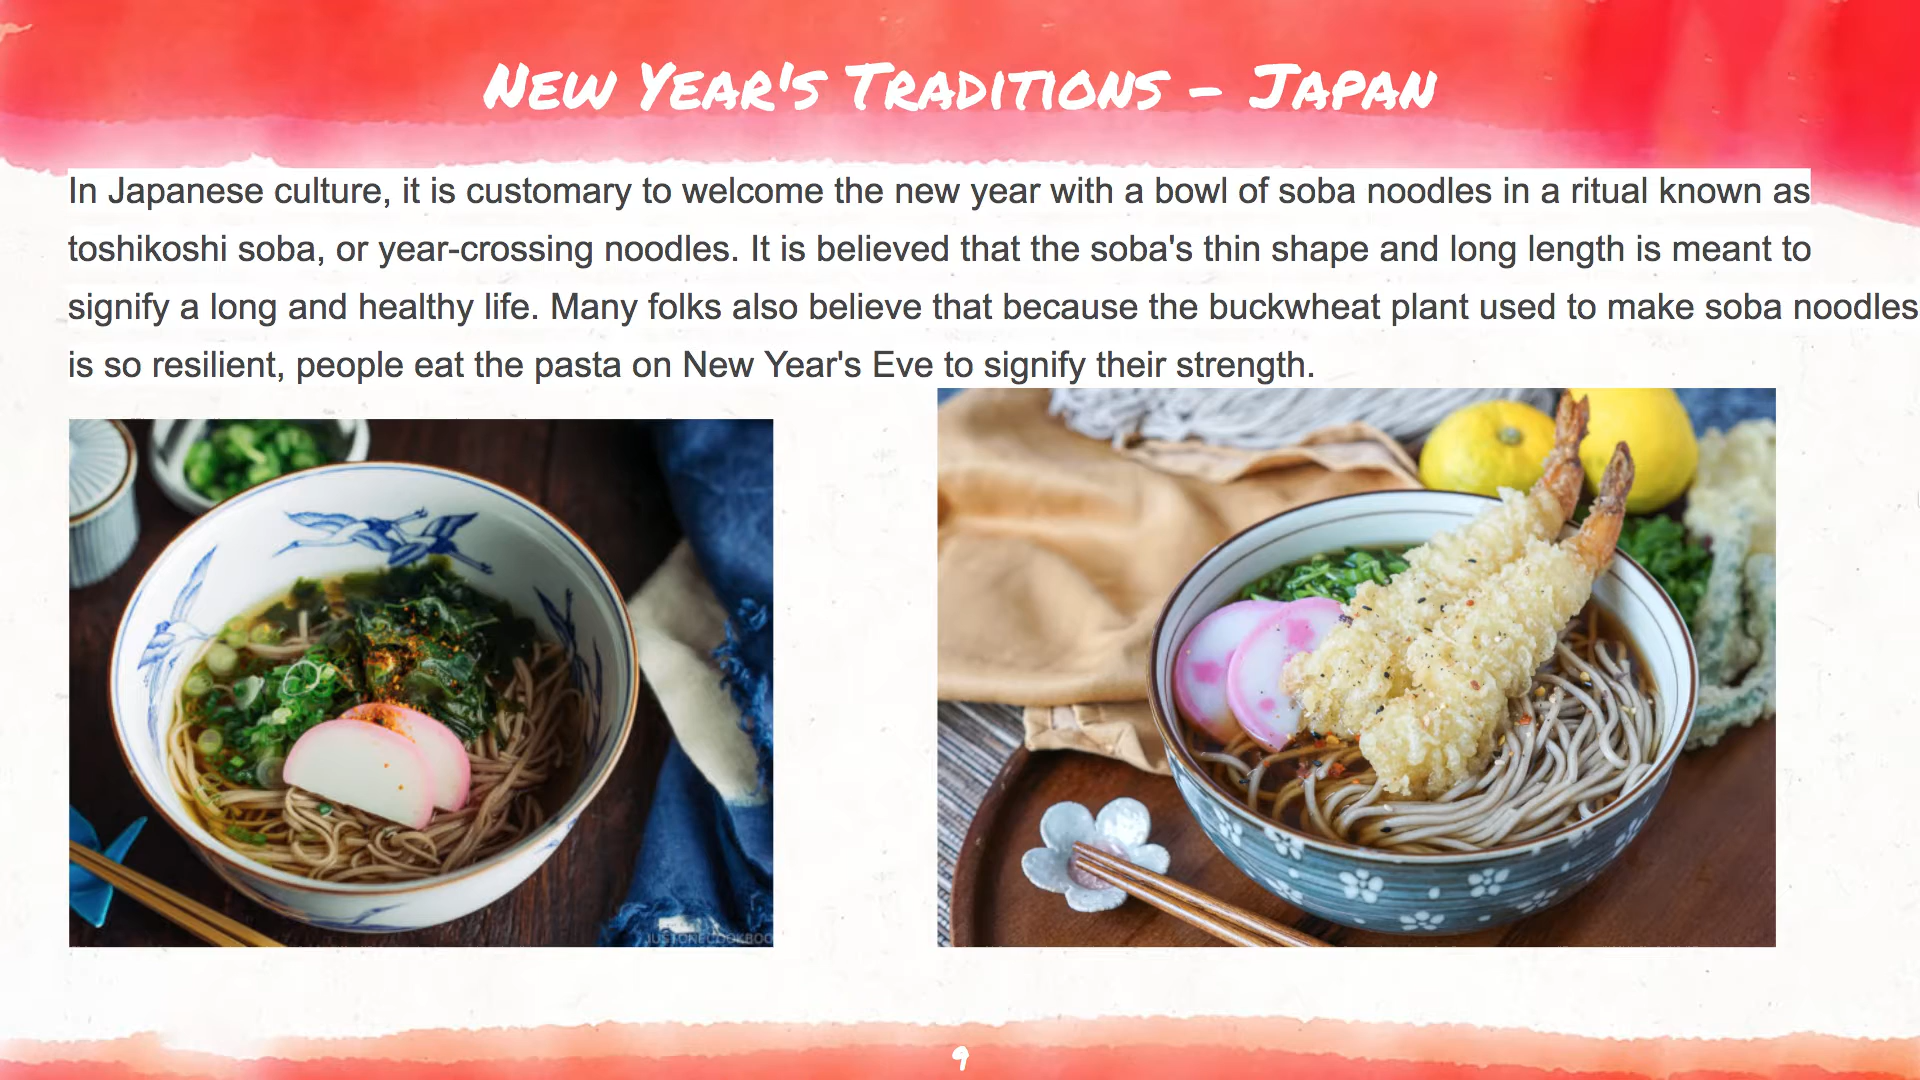 New Year's Traditions - Japan
In Japanese culture, it is customary to welcome the new year with a bowl of soba noodles in a ritual known as
toshikoshi soba, or year-crossing noodles. It is believed that the soba's thin shape and long length is meant to
signify a long and healthy life. Many folks also believe that because the buckwheat plant used to make soba noodles
is so resilient, people eat the pasta on New Year's Eve to signify their strength.
JUSTONECOOKBOO
9